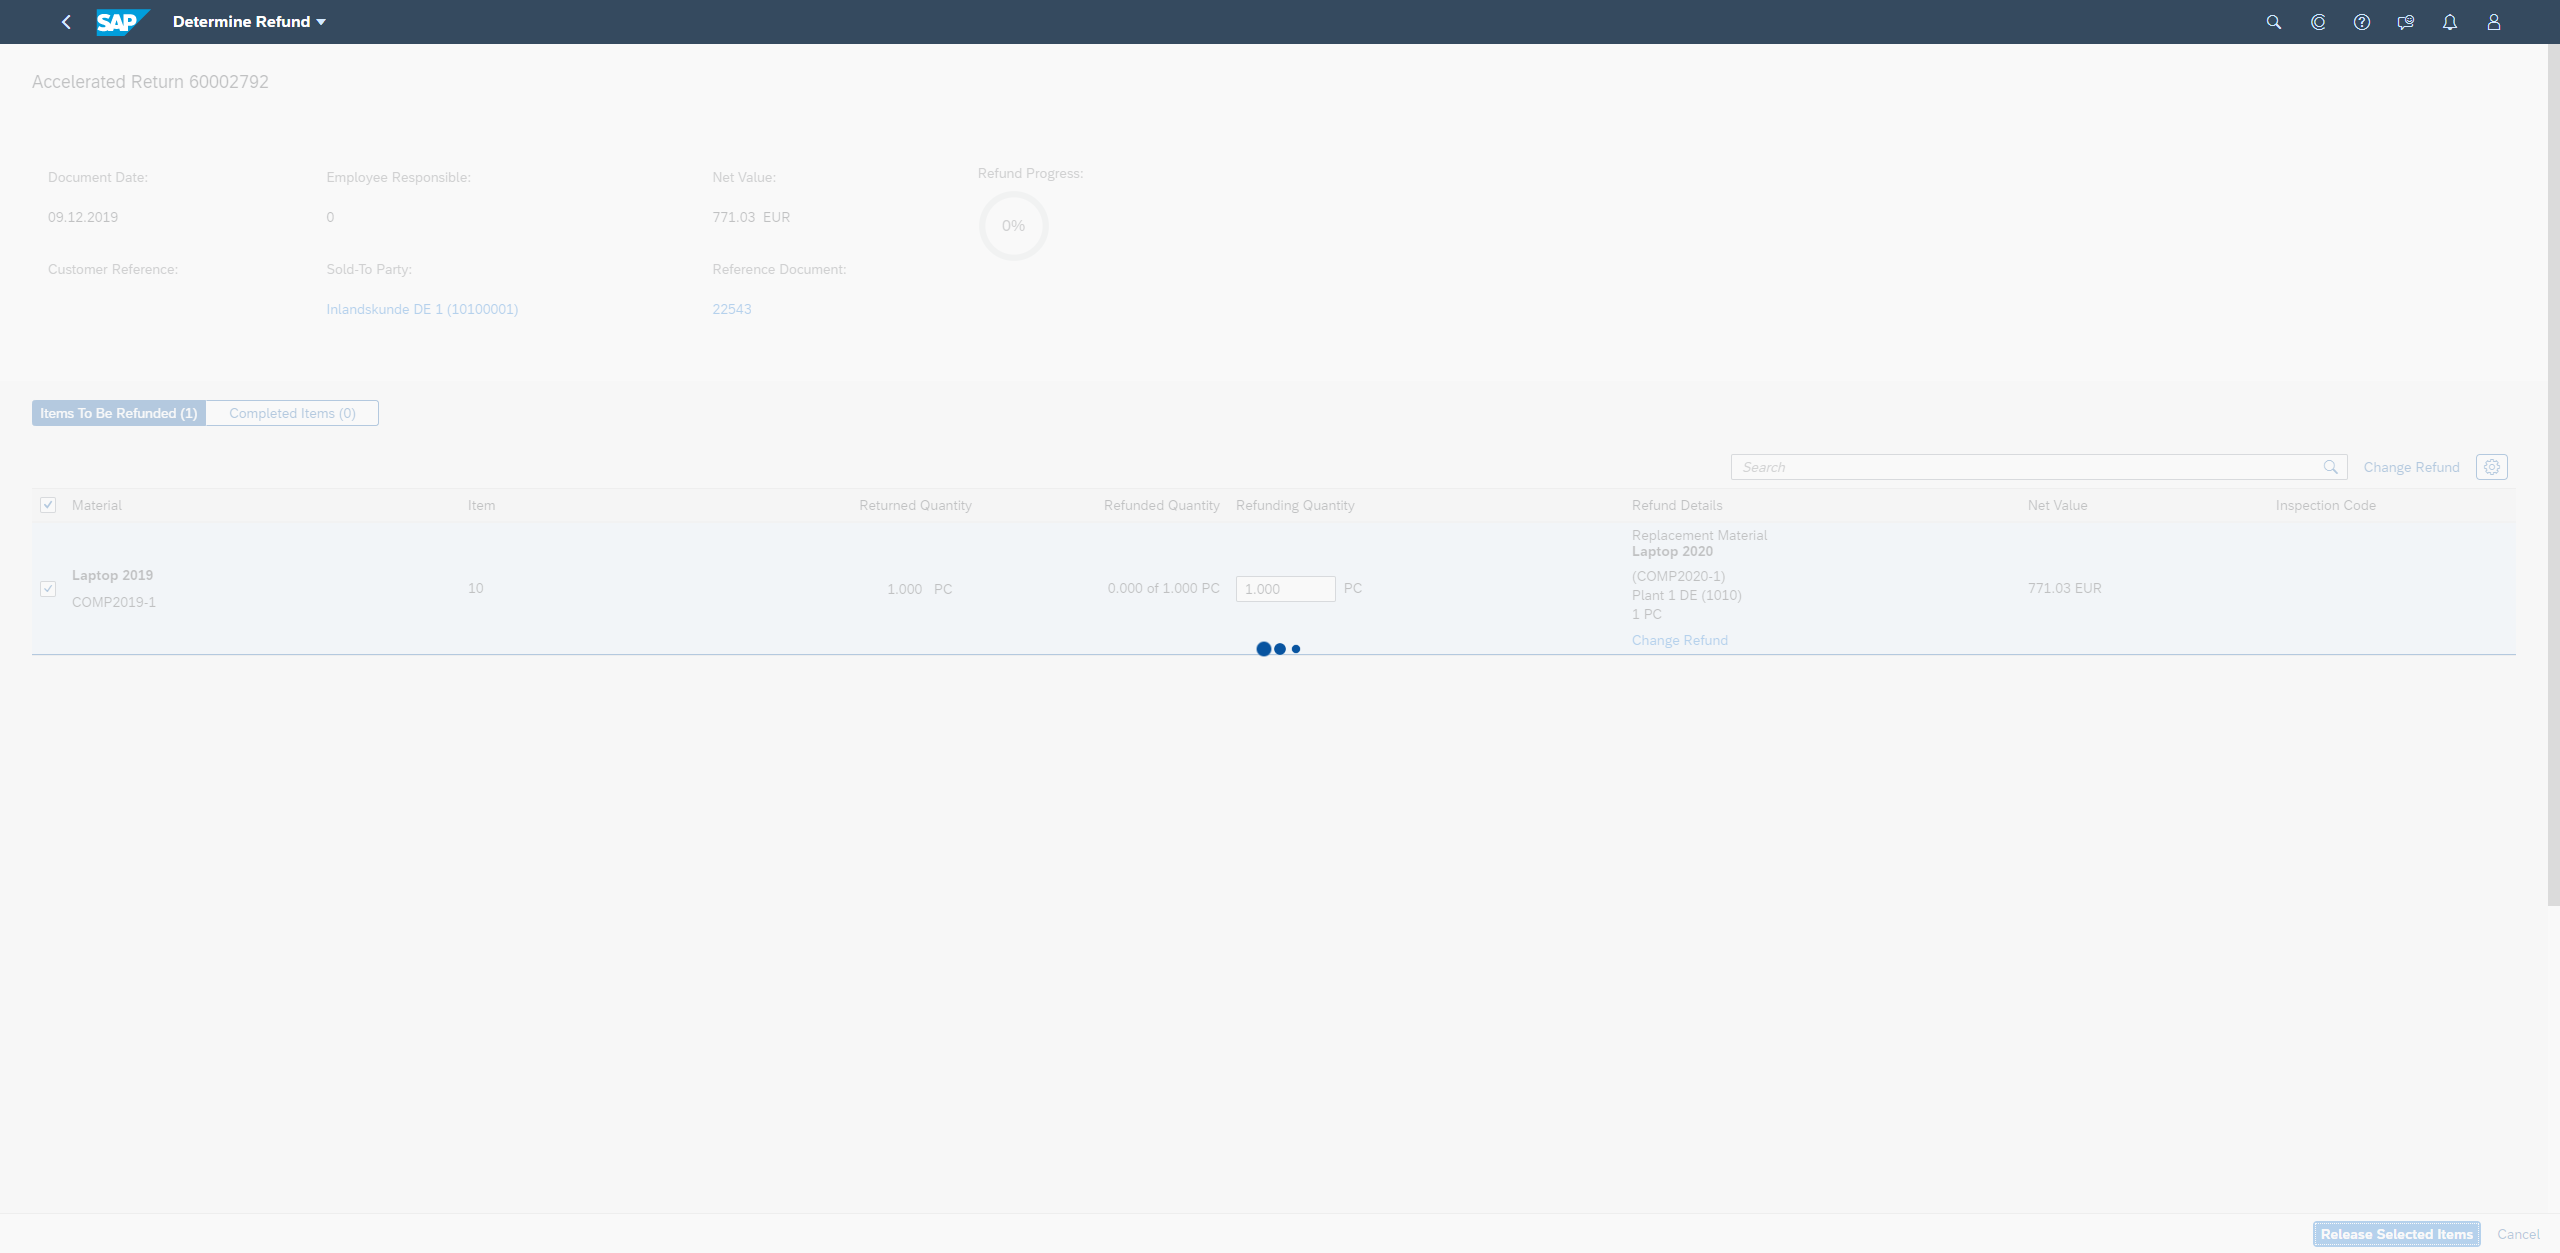 SAP Determine Refund
Accelerated Return 60002792
Document Date: Employee Responsible: Net Value: Refund Progress:
09.12.2019 0 771.03 EUR 0%
Customer Reference: Sold-To Party: Reference Document:
Inlandskunde DE 1 (10100001) 22543
Items To Be Refunded (1) Completed Items (0)
Search Change Refund
Material Item Returned Quantity Refunded Quantity Refunding Quantity Refund Details Net Value Inspection Code
Replacement Material
Laptop 2020
Laptop 2019
(COMP2020-1)
10 1.000 PC 0.000 of 1.000 PC 1.000 PC 771.03 EUR
Plant 1 DE (1010)
COMP2019-1
1 PC
Change Refund
Release Selected Items Cancel